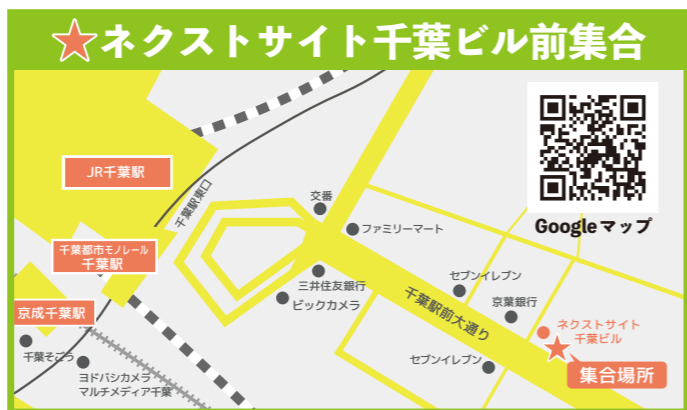 ★ネクストサイト千葉ビル前集合
JR千葉駅
千葉駅東口
交番
ファミリーマート
Googleマップ
千葉都市モノレール
千葉駅
三井住友銀行
ビックカメラ
セブンイレブン
京葉銀行
千葉駅前大通り
京成千葉駅
ネクストサイト
千葉ビル
千葉そごう
セブンイレブン
集合場所
ヨドバシカメラ
マルチメディア千葉